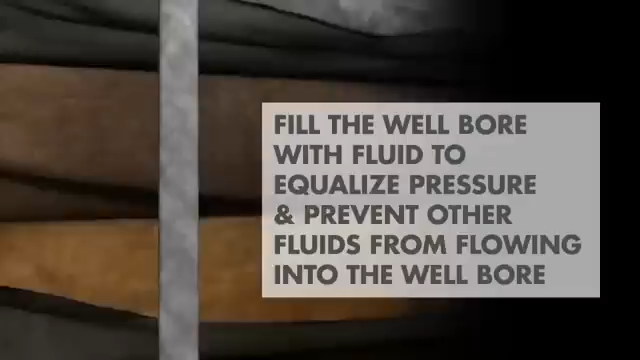 FILL THE WELL BORE
WITH FLUID TO
EQUALIZE PRESSURE
& PREVENT OTHER
FLUIDS FROM FLOWING
INTO THE WELL BORE